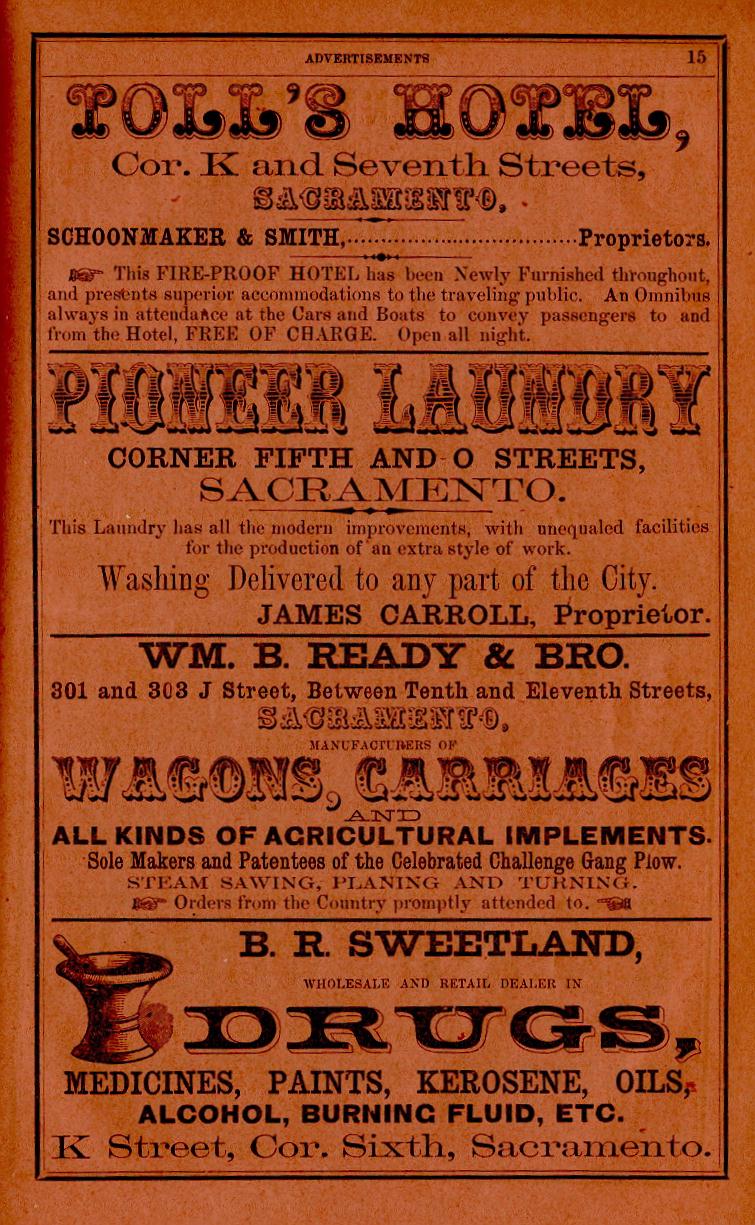 ADVERTISEMENTS 15
TOLL'S HOTEL,
Cor. K and Seventh Streets,
SACRAMENTO,
SCHOONMAKER & SMITH,................................Proprietors.
☞ This FIRE-PROOF HOTEL has been Newly Furnished throughout,
and presents superior accommodations to the traveling public. An Omnibus
always in attendance at the Cars and Boats to convey passengers to and
from the Hotel, FREE OF CHARGE. Open all night.
PIONEER LAUNDRY
CORNER FIFTH AND O STREETS,
SACRAMENTO.
This Laundry has all the modern improvements, with unequaled facilities
for the production of an extra style of work.
Washing Delivered to any part of the City.
JAMES CARROLL, Proprietor.
WM. B. READY & BRO.
301 and 303 J Street, Between Tenth and Eleventh Streets,
SACRAMENTO,
MANUFACTURERS OF
WAGONS, CARRIAGES
AND
ALL KINDS OF AGRICULTURAL IMPLEMENTS.
Sole Makers and Patentees of the Celebrated Challenge Gang Plow.
STEAM SAWING, PLANING AND TURNING.
☞ Orders from the Country promptly attended to. ☜
B. R. SWEETLAND,
WHOLESALE AND RETAIL DEALER IN
DRUGS,
MEDICINES, PAINTS, KEROSENE, OILS,
ALCOHOL, BURNING FLUID, ETC.
K Street, Cor. Sixth, Sacramento.